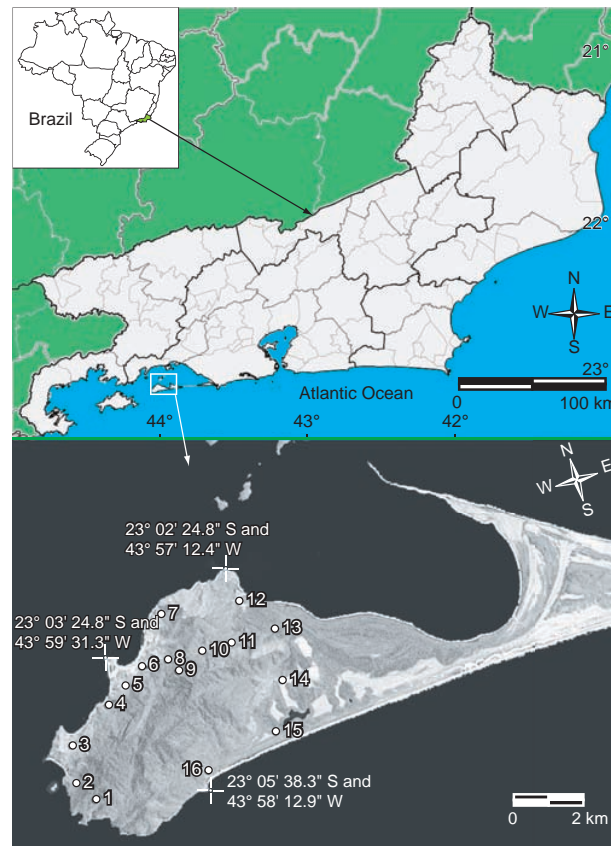 Brazil
21°
22°
N
W E
S
23°
Atlantic Ocean
0 100 km
44° 43° 42°
N
W E
S
23° 02' 24.8" S and
43° 57' 12.4" W
23° 03' 24.8" S and
43° 59' 31.3" W
7
12
13
11
10
8
6
9
5
14
4
15
3
16
2
1
23° 05' 38.3" S and
43° 58' 12.9" W
0 2 km